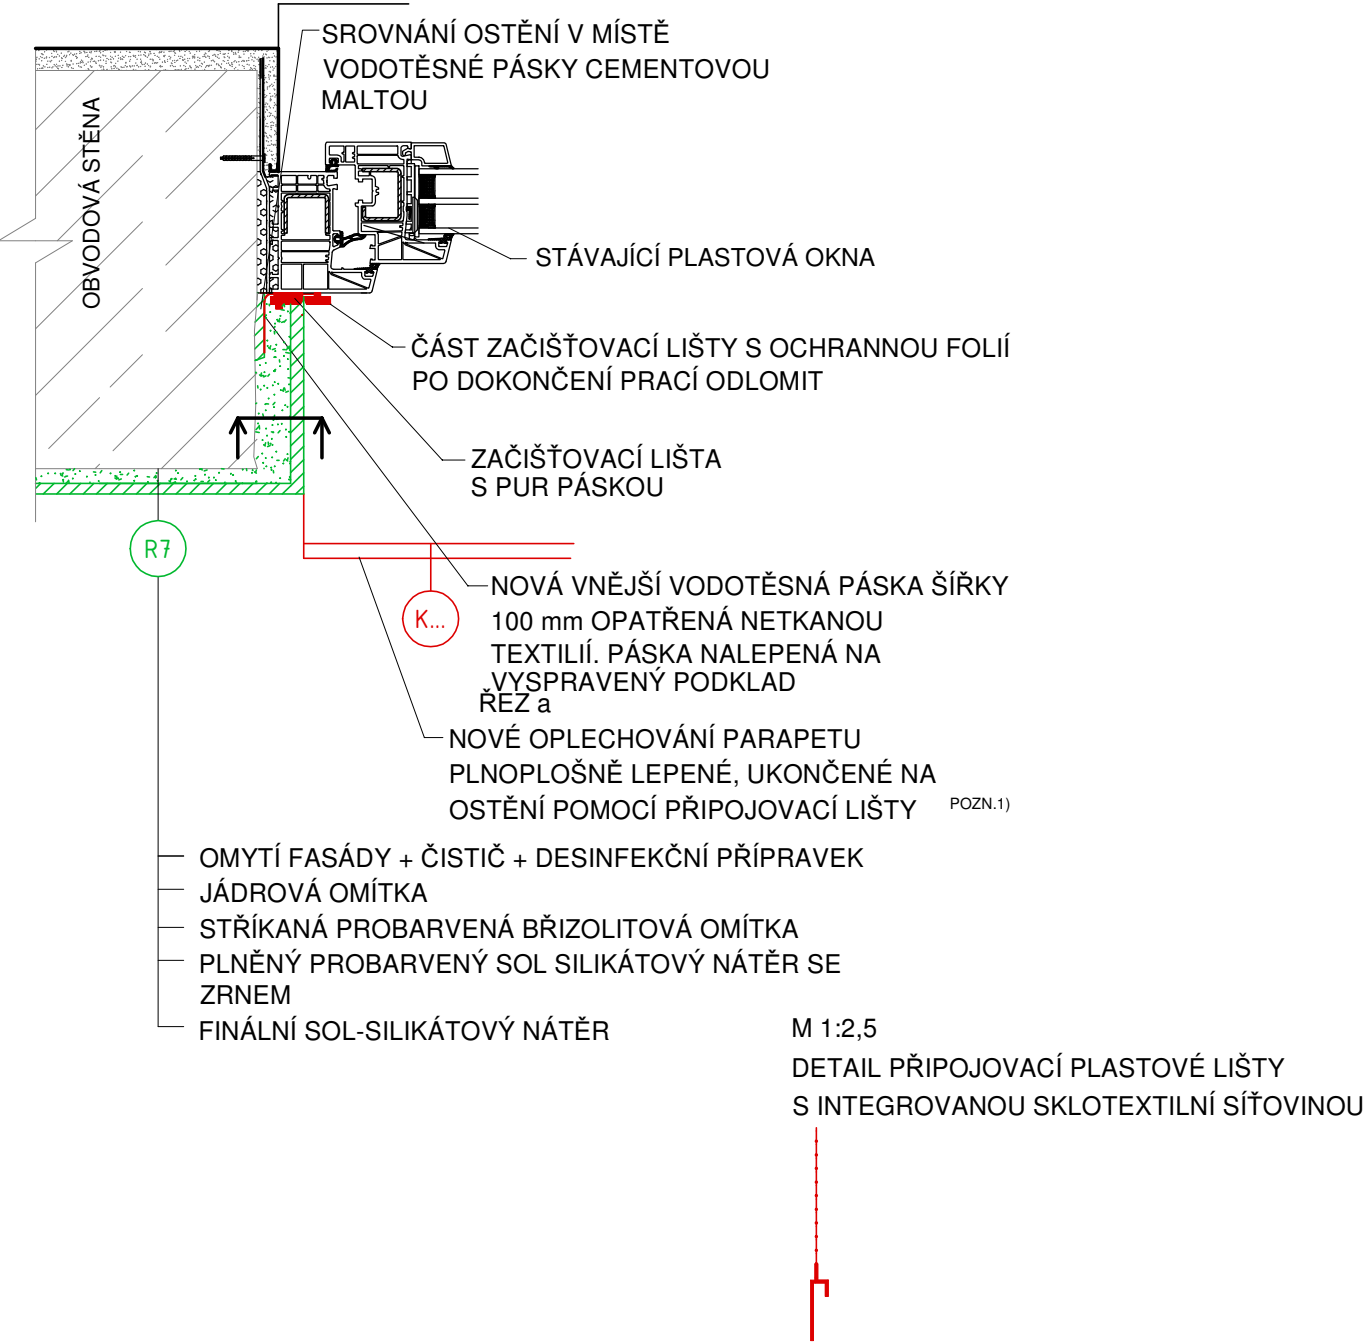 SROVNÁNÍ OSTĚNÍ V MÍSTĚ
VODOTĚSNÉ PÁSKY CEMENTOVOU
MALTOU
OBVODOVÁ STĚNA
STÁVAJÍCÍ PLASTOVÁ OKNA
ČÁST ZAČIŠŤOVACÍ LIŠTY S OCHRANNOU FOLIÍ
PO DOKONČENÍ PRACÍ ODLOMIT
ZAČIŠŤOVACÍ LIŠTA
S PUR PÁSKOU
R7
K...
NOVÁ VNĚJŠÍ VODOTĚSNÁ PÁSKA ŠÍŘKY
100 mm OPATŘENÁ NETKANOU
TEXTILIÍ. PÁSKA NALEPENÁ NA
VYSPRAVENÝ PODKLAD
ŘEZ a
NOVÉ OPLECHOVÁNÍ PARAPETU
PLNOPLOŠNĚ LEPENÉ, UKONČENÉ NA
OSTĚNÍ POMOCÍ PŘIPOJOVACÍ LIŠTY POZN.1)
OMYTÍ FASÁDY + ČISTIČ + DESINFEKČNÍ PŘÍPRAVEK
JÁDROVÁ OMÍTKA
STŘÍKANÁ PROBARVENÁ BŘIZOLITOVÁ OMÍTKA
PLNĚNÝ PROBARVENÝ SOL SILIKÁTOVÝ NÁTĚR SE
ZRNEM
FINÁLNÍ SOL-SILIKÁTOVÝ NÁTĚR
M 1:2,5
DETAIL PŘIPOJOVACÍ PLASTOVÉ LIŠTY
S INTEGROVANOU SKLOTEXTILNÍ SÍŤOVINOU